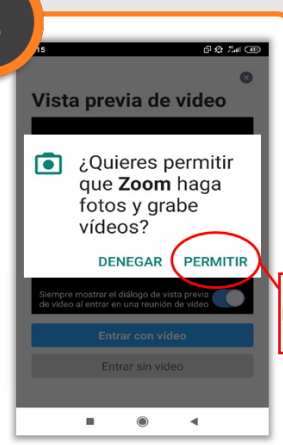 Vista previa de video
¿Quieres permitir
que Zoom haga
fotos y grabe
vídeos?
DENEGAR PERMITIR
Siempre mostrar el diálogo de vista previa
de video al entrar en una reunión de video
Entrar con video
Entrar sin video